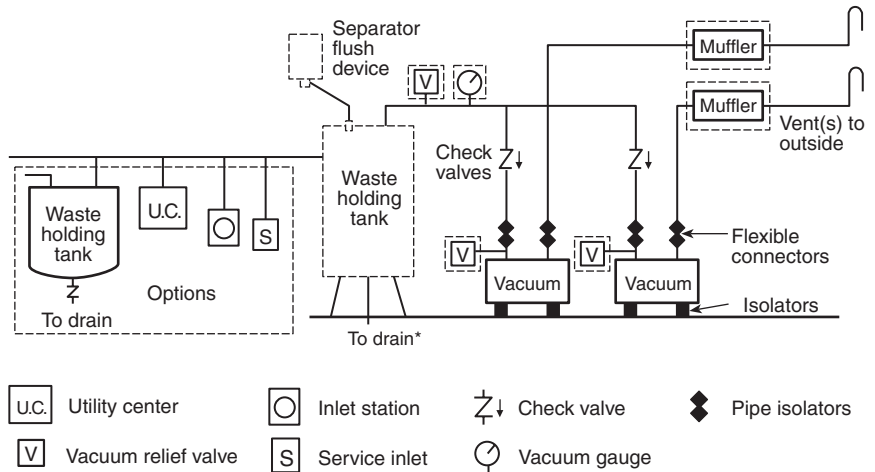 Separator
flush
device
V
Muffler
Muffler
Vent(s) to
outside
Check
valves
Waste
holding
tank
Waste
holding
tank
U.C.
S
Options
To drain
V
V
Flexible
connectors
Vacuum
Vacuum
Isolators
To drain*
U.C. Utility center
Inlet station
Check valve
Pipe isolators
V Vacuum relief valve
S Service inlet
Vacuum gauge